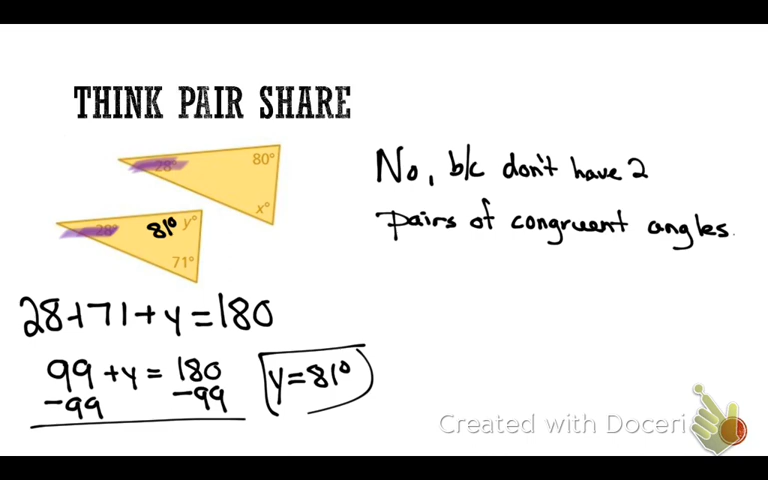 THINK PAIR SHARE
28°
80°
x°
28°
81° y°
71°
No, b/c don't have 2
pairs of congruent angles.
28+71+y=180
99+y=180
-99 -99
y=81°
Created with Doceri